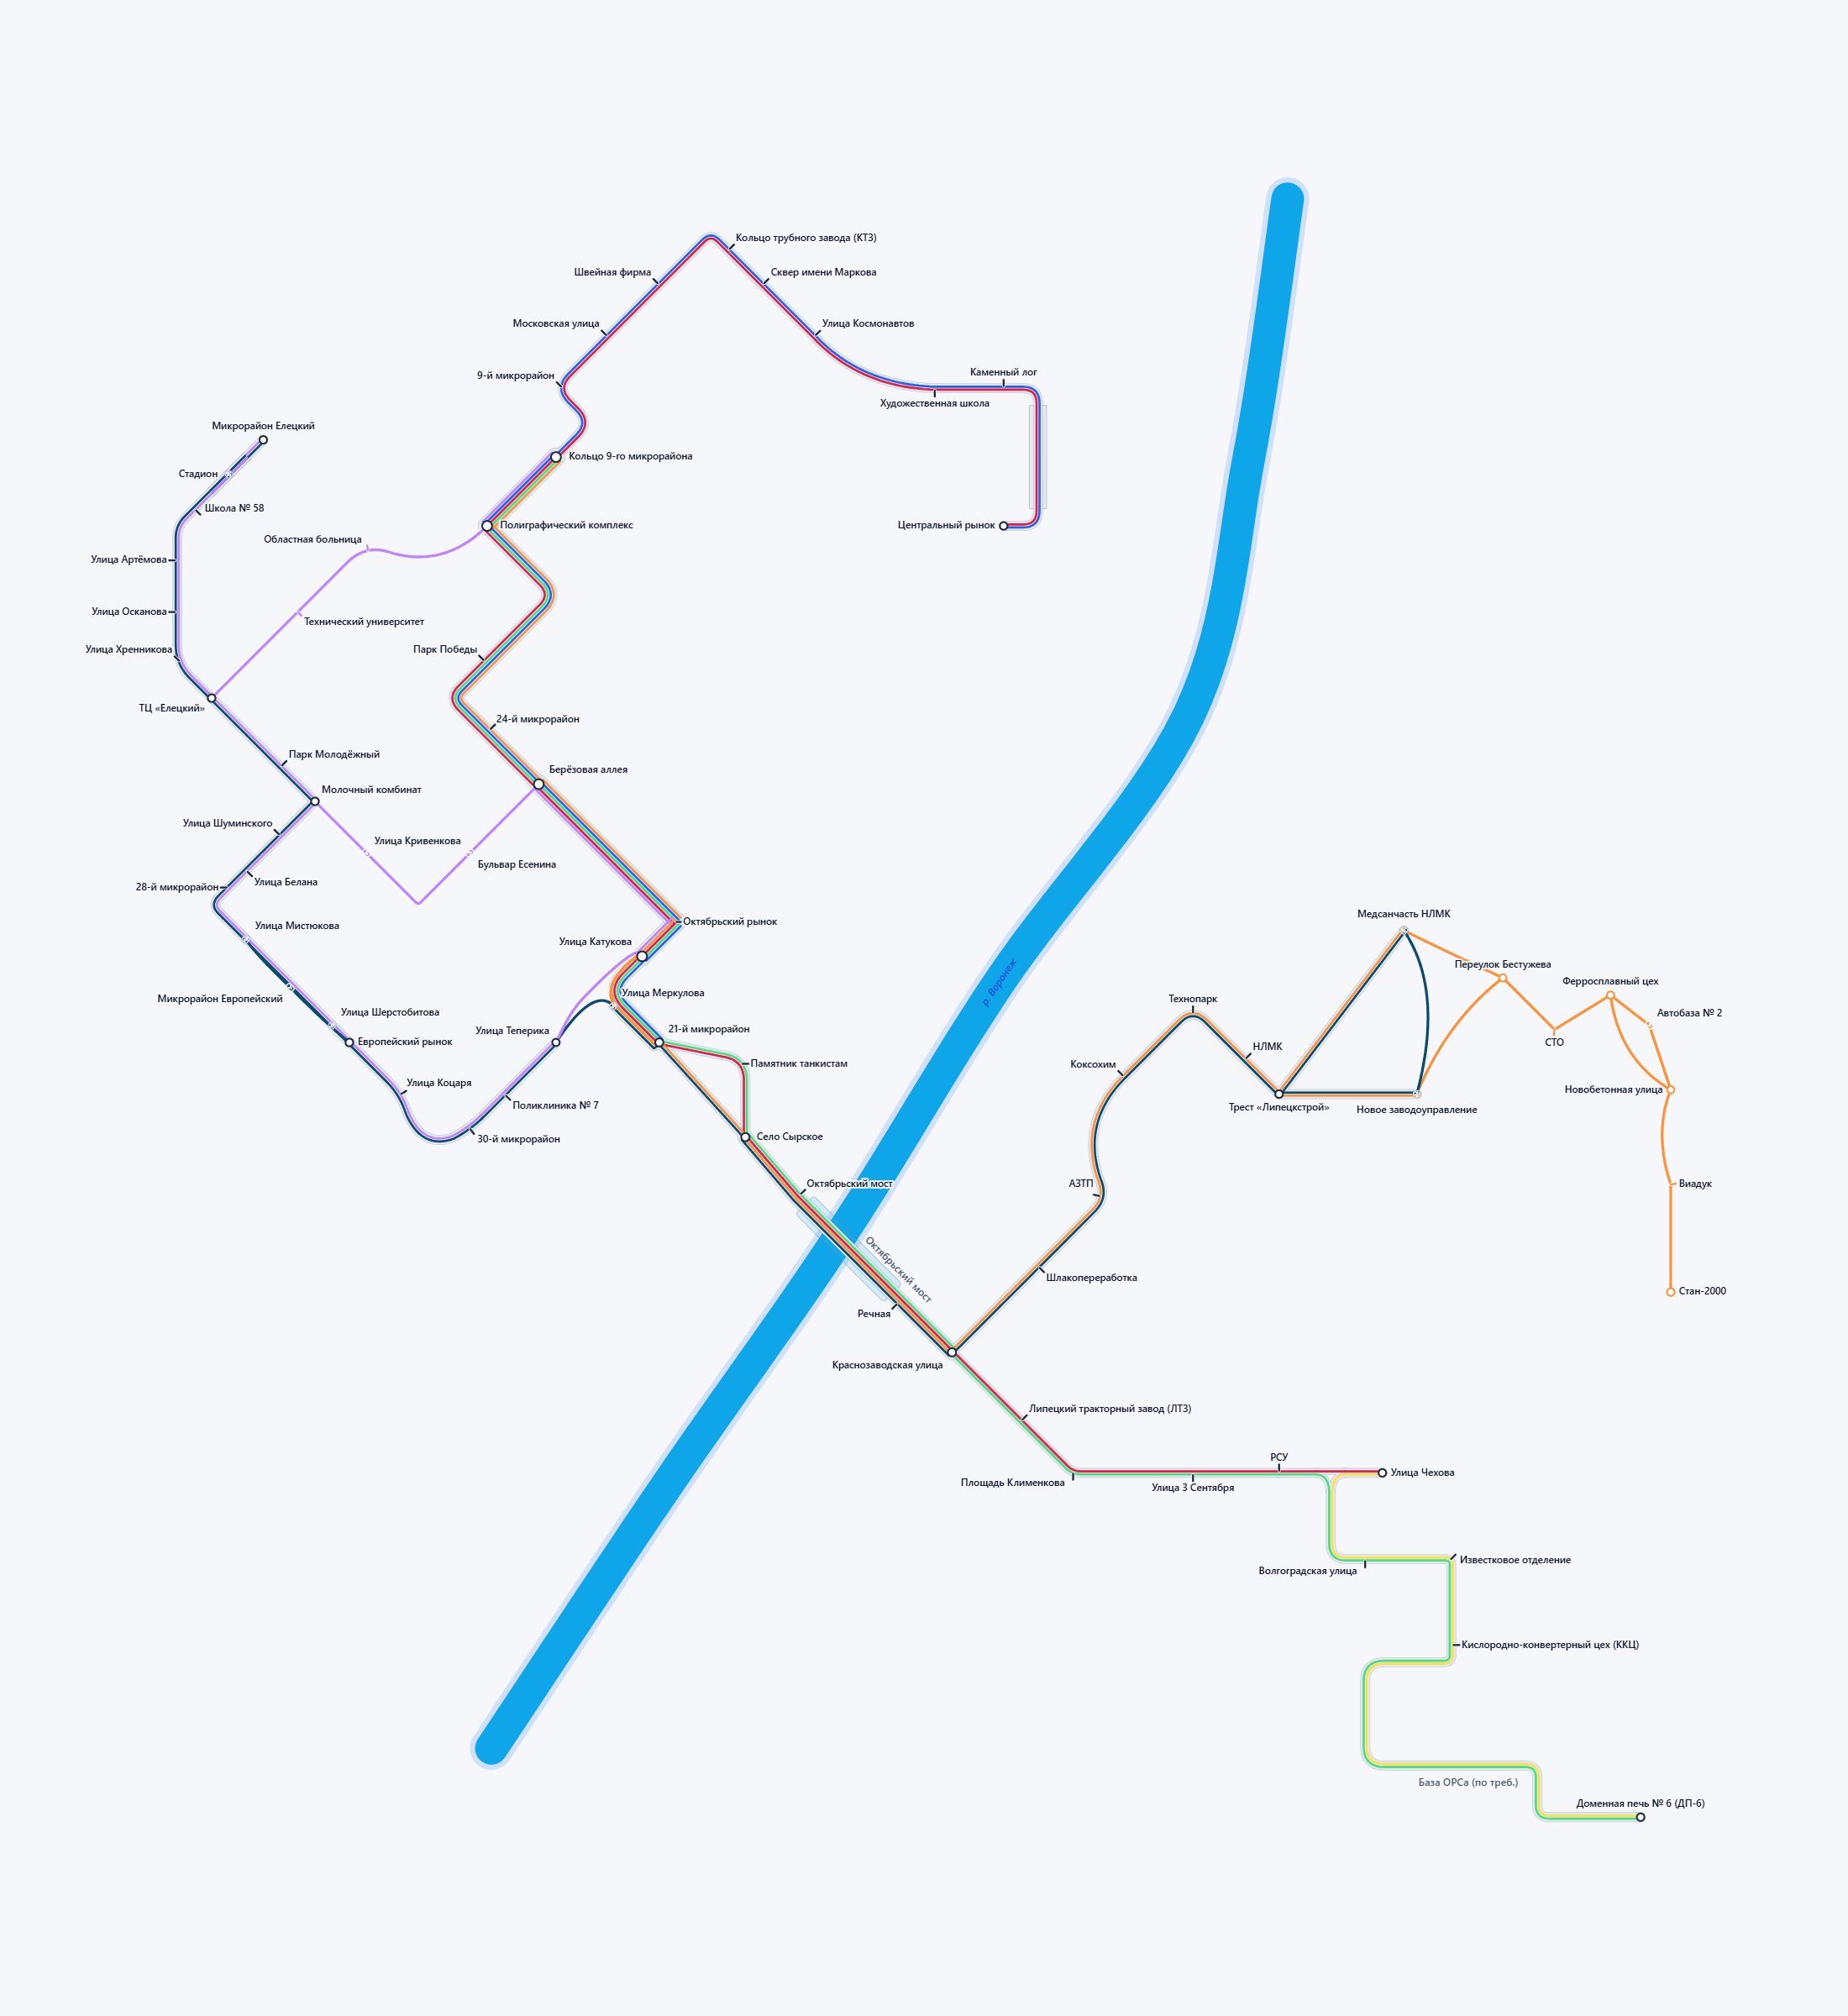 Кольцо трубного завода (КТЗ)
Швейная фирма
Сквер имени Маркова
Московская улица
Улица Космонавтов
9-й микрорайон
Каменный лог
Художественная школа
Микрорайон Елецкий
Кольцо 9-го микрорайона
Стадион
Школа № 58
Полиграфический комплекс
Центральный рынок
Областная больница
Улица Артёмова
Улица Осканова
Технический университет
Улица Хренникова
Парк Победы
ТЦ «Елецкий»
24-й микрорайон
Парк Молодёжный
Берёзовая аллея
Молочный комбинат
Улица Шуминского
Улица Кривенкова
Бульвар Есенина
Улица Белана
28-й микрорайон
Медсанчасть НЛМК
Октябрьский рынок
Улица Мистюкова
Улица Катукова
Переулок Бестужева
р. Воронеж
Ферросплавный цех
Улица Меркулова
Микрорайон Европейский
Технопарк
Улица Шерстобитова
Автобаза № 2
Улица Теперика
21-й микрорайон
Европейский рынок
СТО
НЛМК
Памятник танкистам
Коксохим
Улица Коцаря
Новобетонная улица
Поликлиника № 7
Трест «Липецкстрой»
Новое заводоуправление
30-й микрорайон
Село Сырское
Октябрьский мост
АЗТП
Виадук
Октябрьский мост
Шлакопереработка
Стан-2000
Речная
Краснозаводская улица
Липецкий тракторный завод (ЛТЗ)
РСУ
Площадь Клименкова
Улица 3 Сентября
Улица Чехова
Известковое отделение
Волгоградская улица
Кислородно-конвертерный цех (ККЦ)
База ОРСа (по треб.)
Доменная печь № 6 (ДП-6)